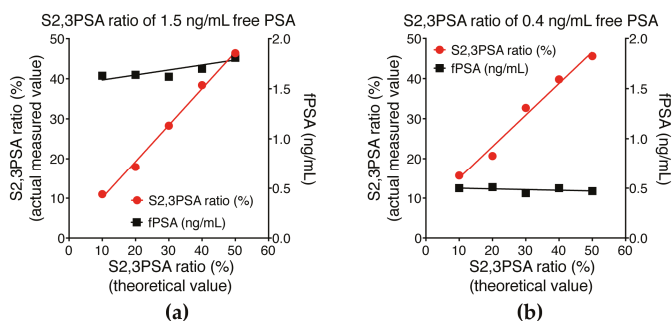 S2,3PSA ratio of 1.5 ng/mL free PSA
S2,3PSA ratio (%)
(actual measured value)
50
40
30
20
10
0
2.0
1.5
1.0
0.5
0.0
fPSA (ng/mL)
S2,3PSA ratio (%)
fPSA (ng/mL)
0 10 20 30 40 50 60
S2,3PSA ratio (%)
(theoretical value)
(a)
S2,3PSA ratio of 0.4 ng/mL free PSA
S2,3PSA ratio (%)
(actual measured value)
50
40
30
20
10
0
S2,3PSA ratio (%)
fPSA (ng/mL)
2.0
1.5
1.0
0.5
0.0
fPSA (ng/mL)
0 10 20 30 40 50 60
S2,3PSA ratio (%)
(theoretical value)
(b)